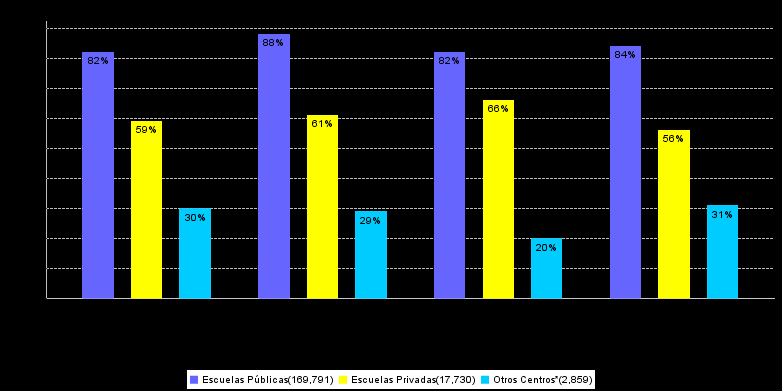 82% 59% 30% 88% 61% 29% 82% 66% 20% 84% 56% 31%
Escuelas Públicas(169,791) Escuelas Privadas(17,730) Otros Centros*(2,859)